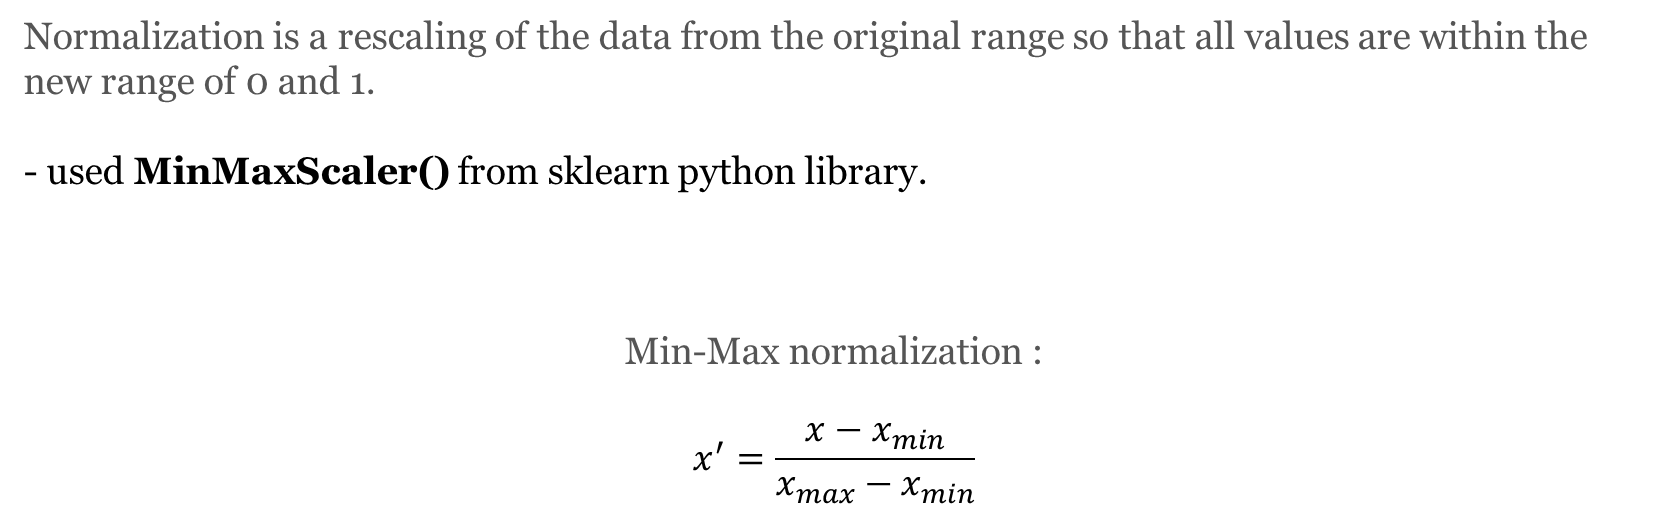 Normalization is a rescaling of the data from the original range so that all values are within the
new range of 0 and 1.
- used MinMaxScaler() from sklearn python library.
Min-Max normalization :
x′ = (x − x_min) / (x_max − x_min)